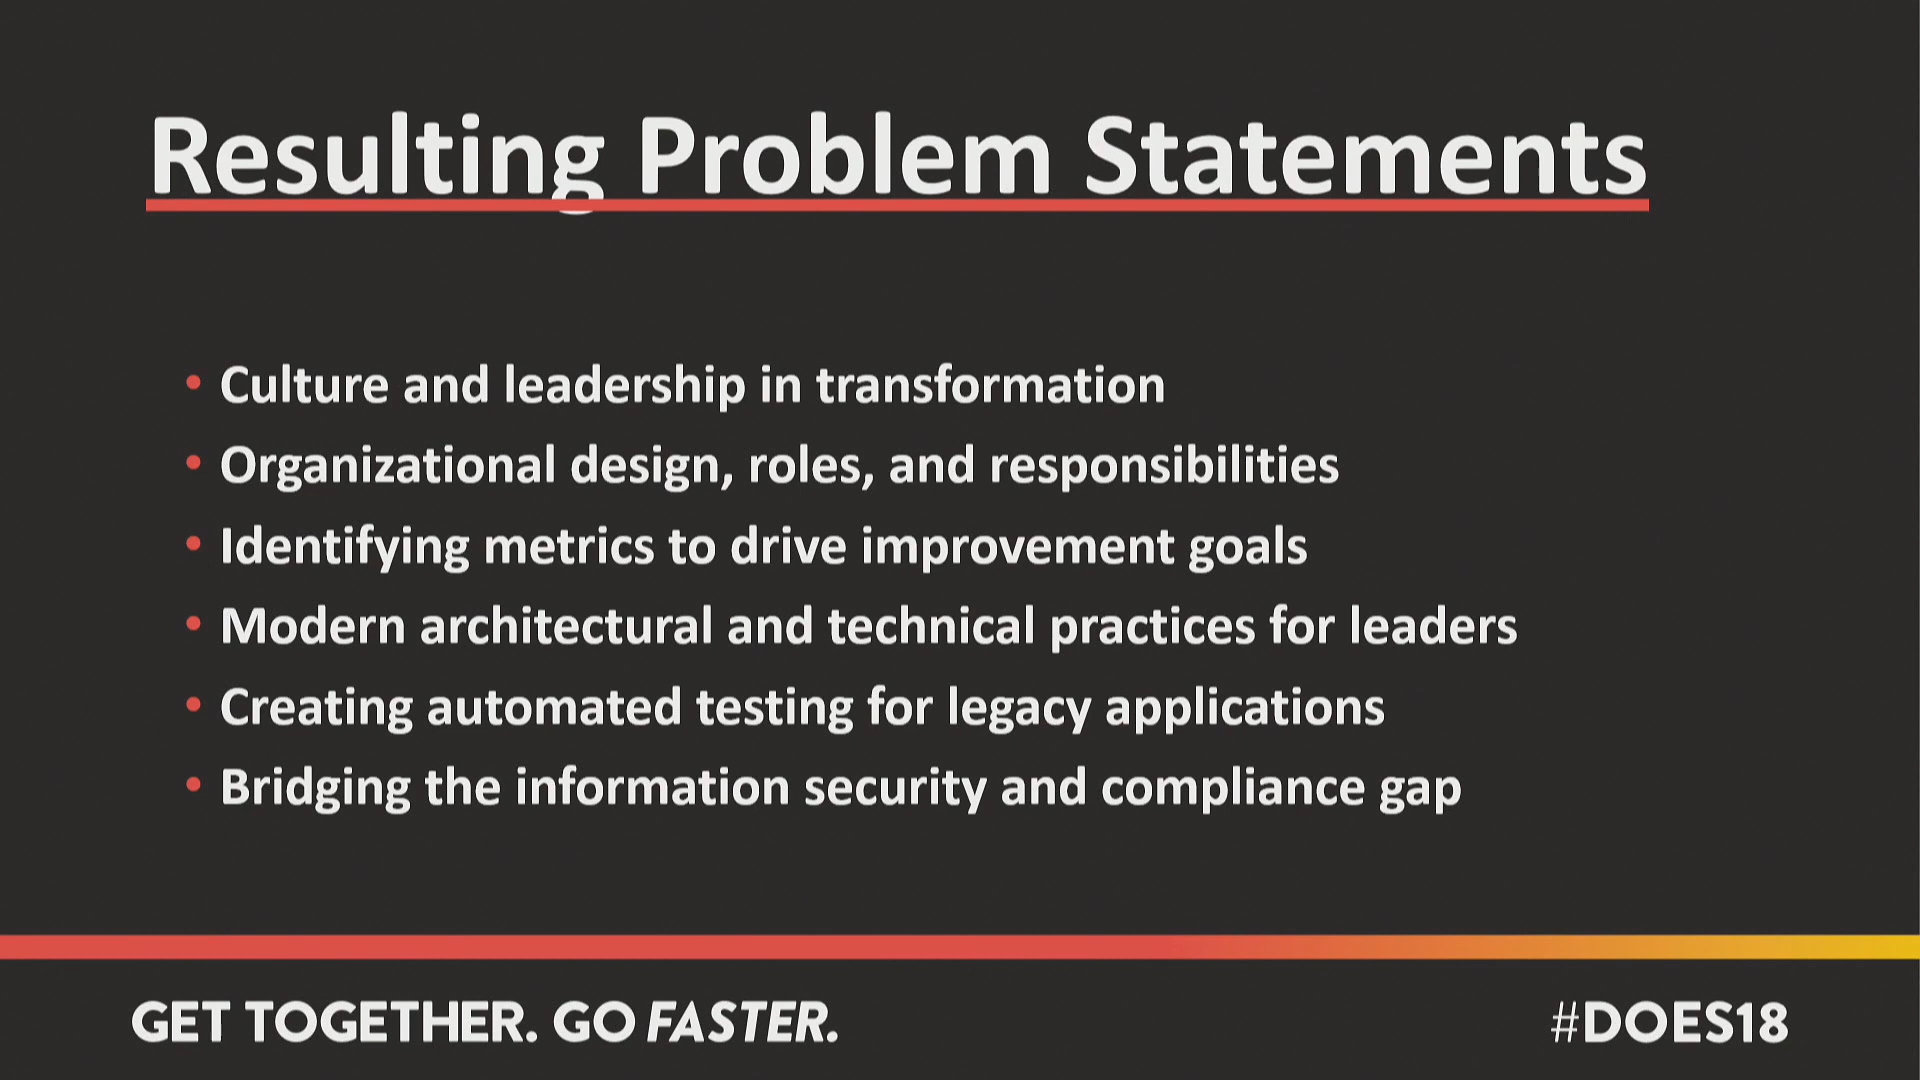 Resulting Problem Statements
• Culture and leadership in transformation
• Organizational design, roles, and responsibilities
• Identifying metrics to drive improvement goals
• Modern architectural and technical practices for leaders
• Creating automated testing for legacy applications
• Bridging the information security and compliance gap
GET TOGETHER. GO FASTER.
#DOES18